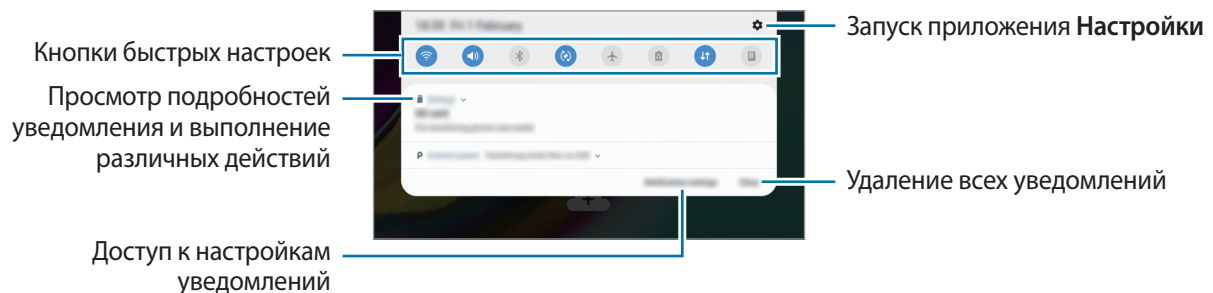 Запуск приложения Настройки
Кнопки быстрых настроек
Просмотр подробностей
уведомления и выполнение
различных действий
Удаление всех уведомлений
Доступ к настройкам
уведомлений